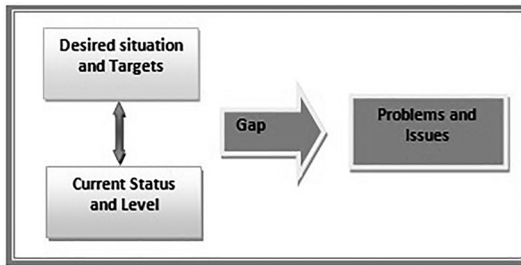 Desired situation
and Targets
Current Status
and Level
Gap
Problems and
Issues